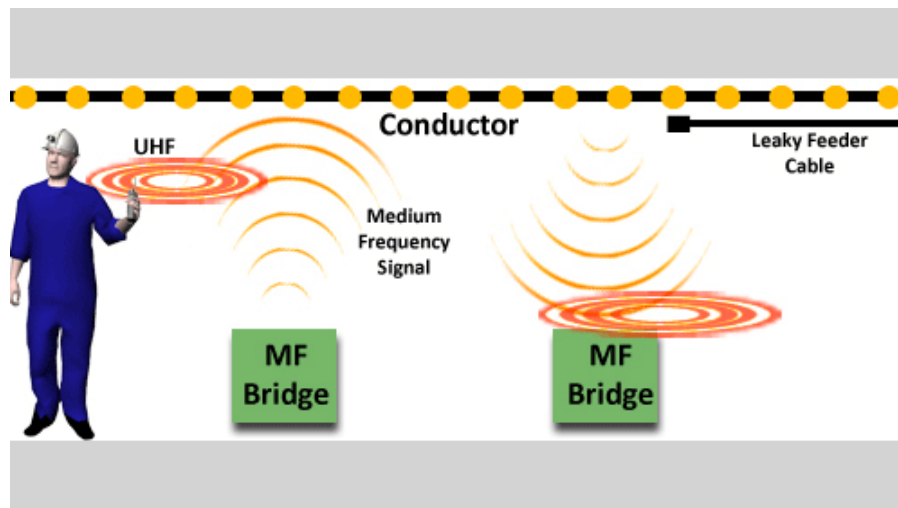 Conductor
UHF
Leaky Feeder
Cable
Medium
Frequency
Signal
MF
Bridge
MF
Bridge